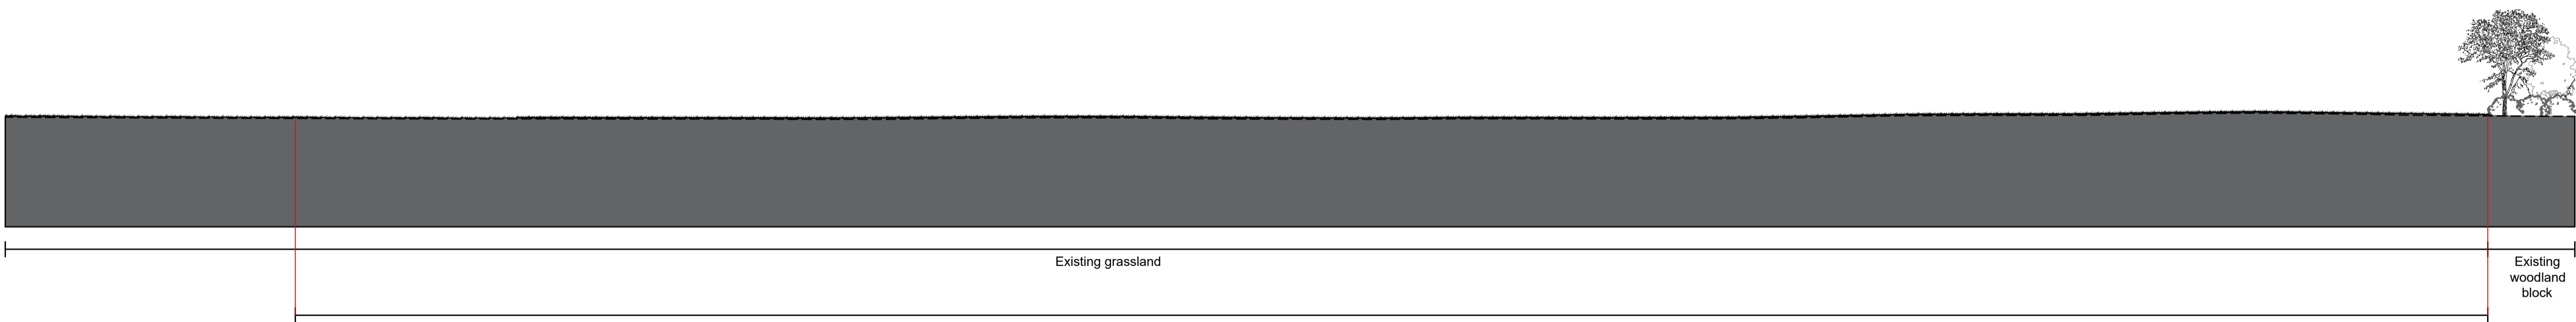 Existing grassland
Existing
woodland
block